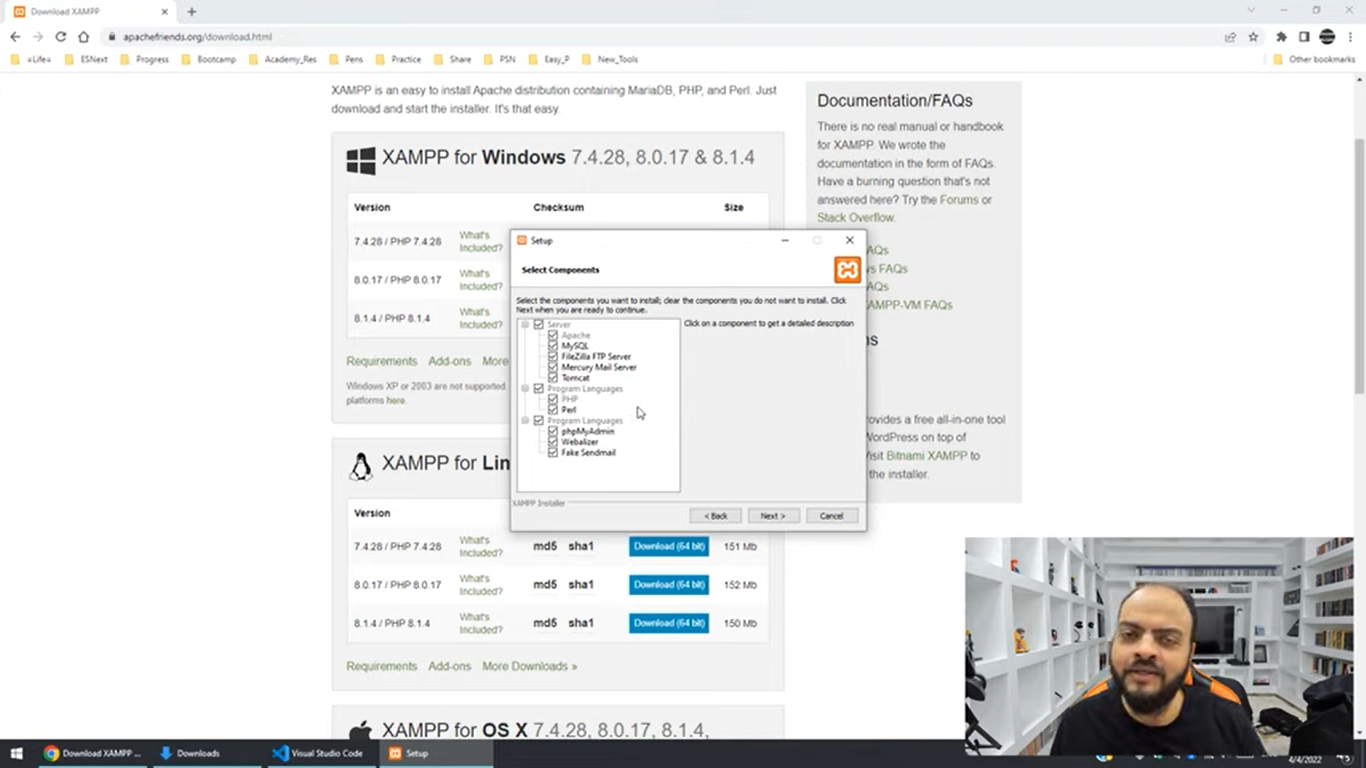 Download XAMPP
apachefriends.org/download.html
=Life=
ESNext
Progress
Bootcamp
Academy_Res
Pens
Practice
Share
PSN
Easy_P
New_Tools
Other bookmarks
XAMPP is an easy to install Apache distribution containing MariaDB, PHP, and Perl. Just
download and start the installer. It's that easy.
XAMPP for Windows 7.4.28, 8.0.17 & 8.1.4
Version Checksum Size
7.4.28 / PHP 7.4.28 What's
Included?
8.0.17 / PHP 8.0.17 What's
Included?
8.1.4 / PHP 8.1.4 What's
Included?
Requirements Add-ons More
Windows XP or 2003 are not supported
platforms here.
Documentation/FAQs
There is no real manual or handbook
for XAMPP. We wrote the
documentation in the form of FAQs.
Have a burning question that's not
answered here? Try the Forums or
Stack Overflow.
AQs
vs FAQs
AQs
AMPP-VM FAQs
ns
ovides a free all-in-one tool
WordPress on top of
isit Bitnami XAMPP to
the installer.
Setup
Select Components
Select the components you want to install; clear the components you do not want to install. Click
Next when you are ready to continue.
Server
Apache
MySQL
FileZilla FTP Server
Mercury Mail Server
Tomcat
Program Languages
PHP
Perl
Program Languages
phpMyAdmin
Webalizer
Fake Sendmail
Click on a component to get a detailed description
XAMPP Installer
< Back
Next >
Cancel
XAMPP for Lin
Version
7.4.28 / PHP 7.4.28 What's
Included? md5 sha1 Download (64 bit) 151 Mb
8.0.17 / PHP 8.0.17 What's
Included? md5 sha1 Download (64 bit) 152 Mb
8.1.4 / PHP 8.1.4 What's
Included? md5 sha1 Download (64 bit) 150 Mb
Requirements Add-ons More Downloads »
XAMPP for OS X 7.4.28, 8.0.17, 8.1.4,
Download XAMPP ...
Downloads
Visual Studio Code
Setup
4/4/2022